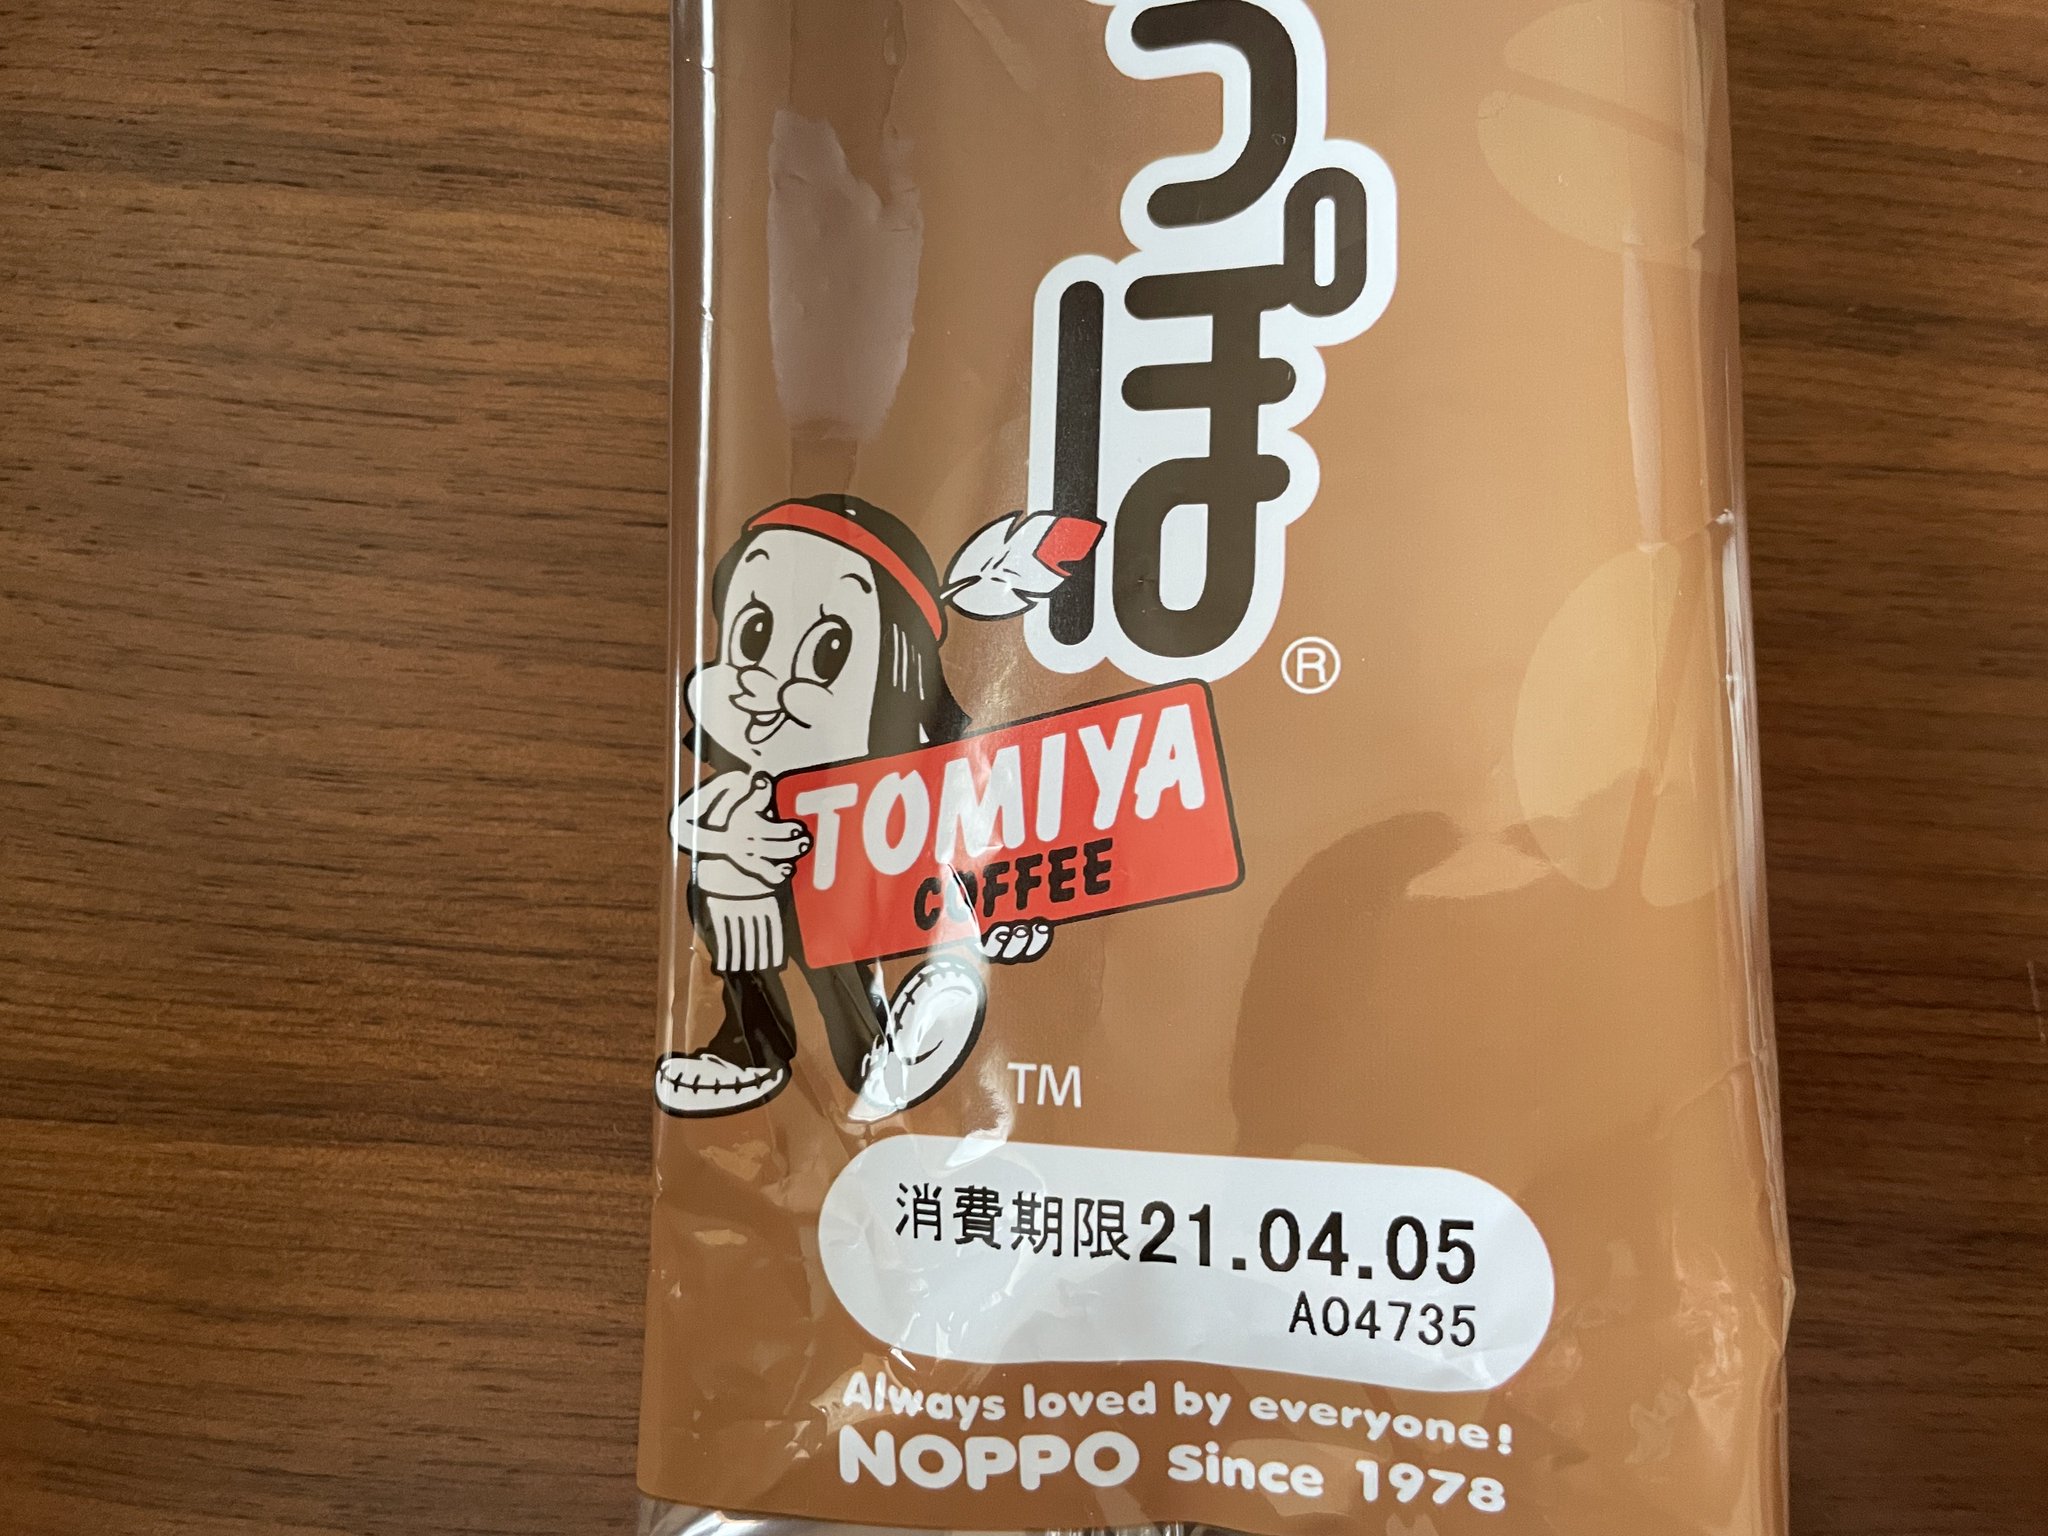 っぽ
®
TOMIYA
COFFEE
TM
消費期限21.04.05
A04735
Always loved by everyone!
NOPPO Since 1978